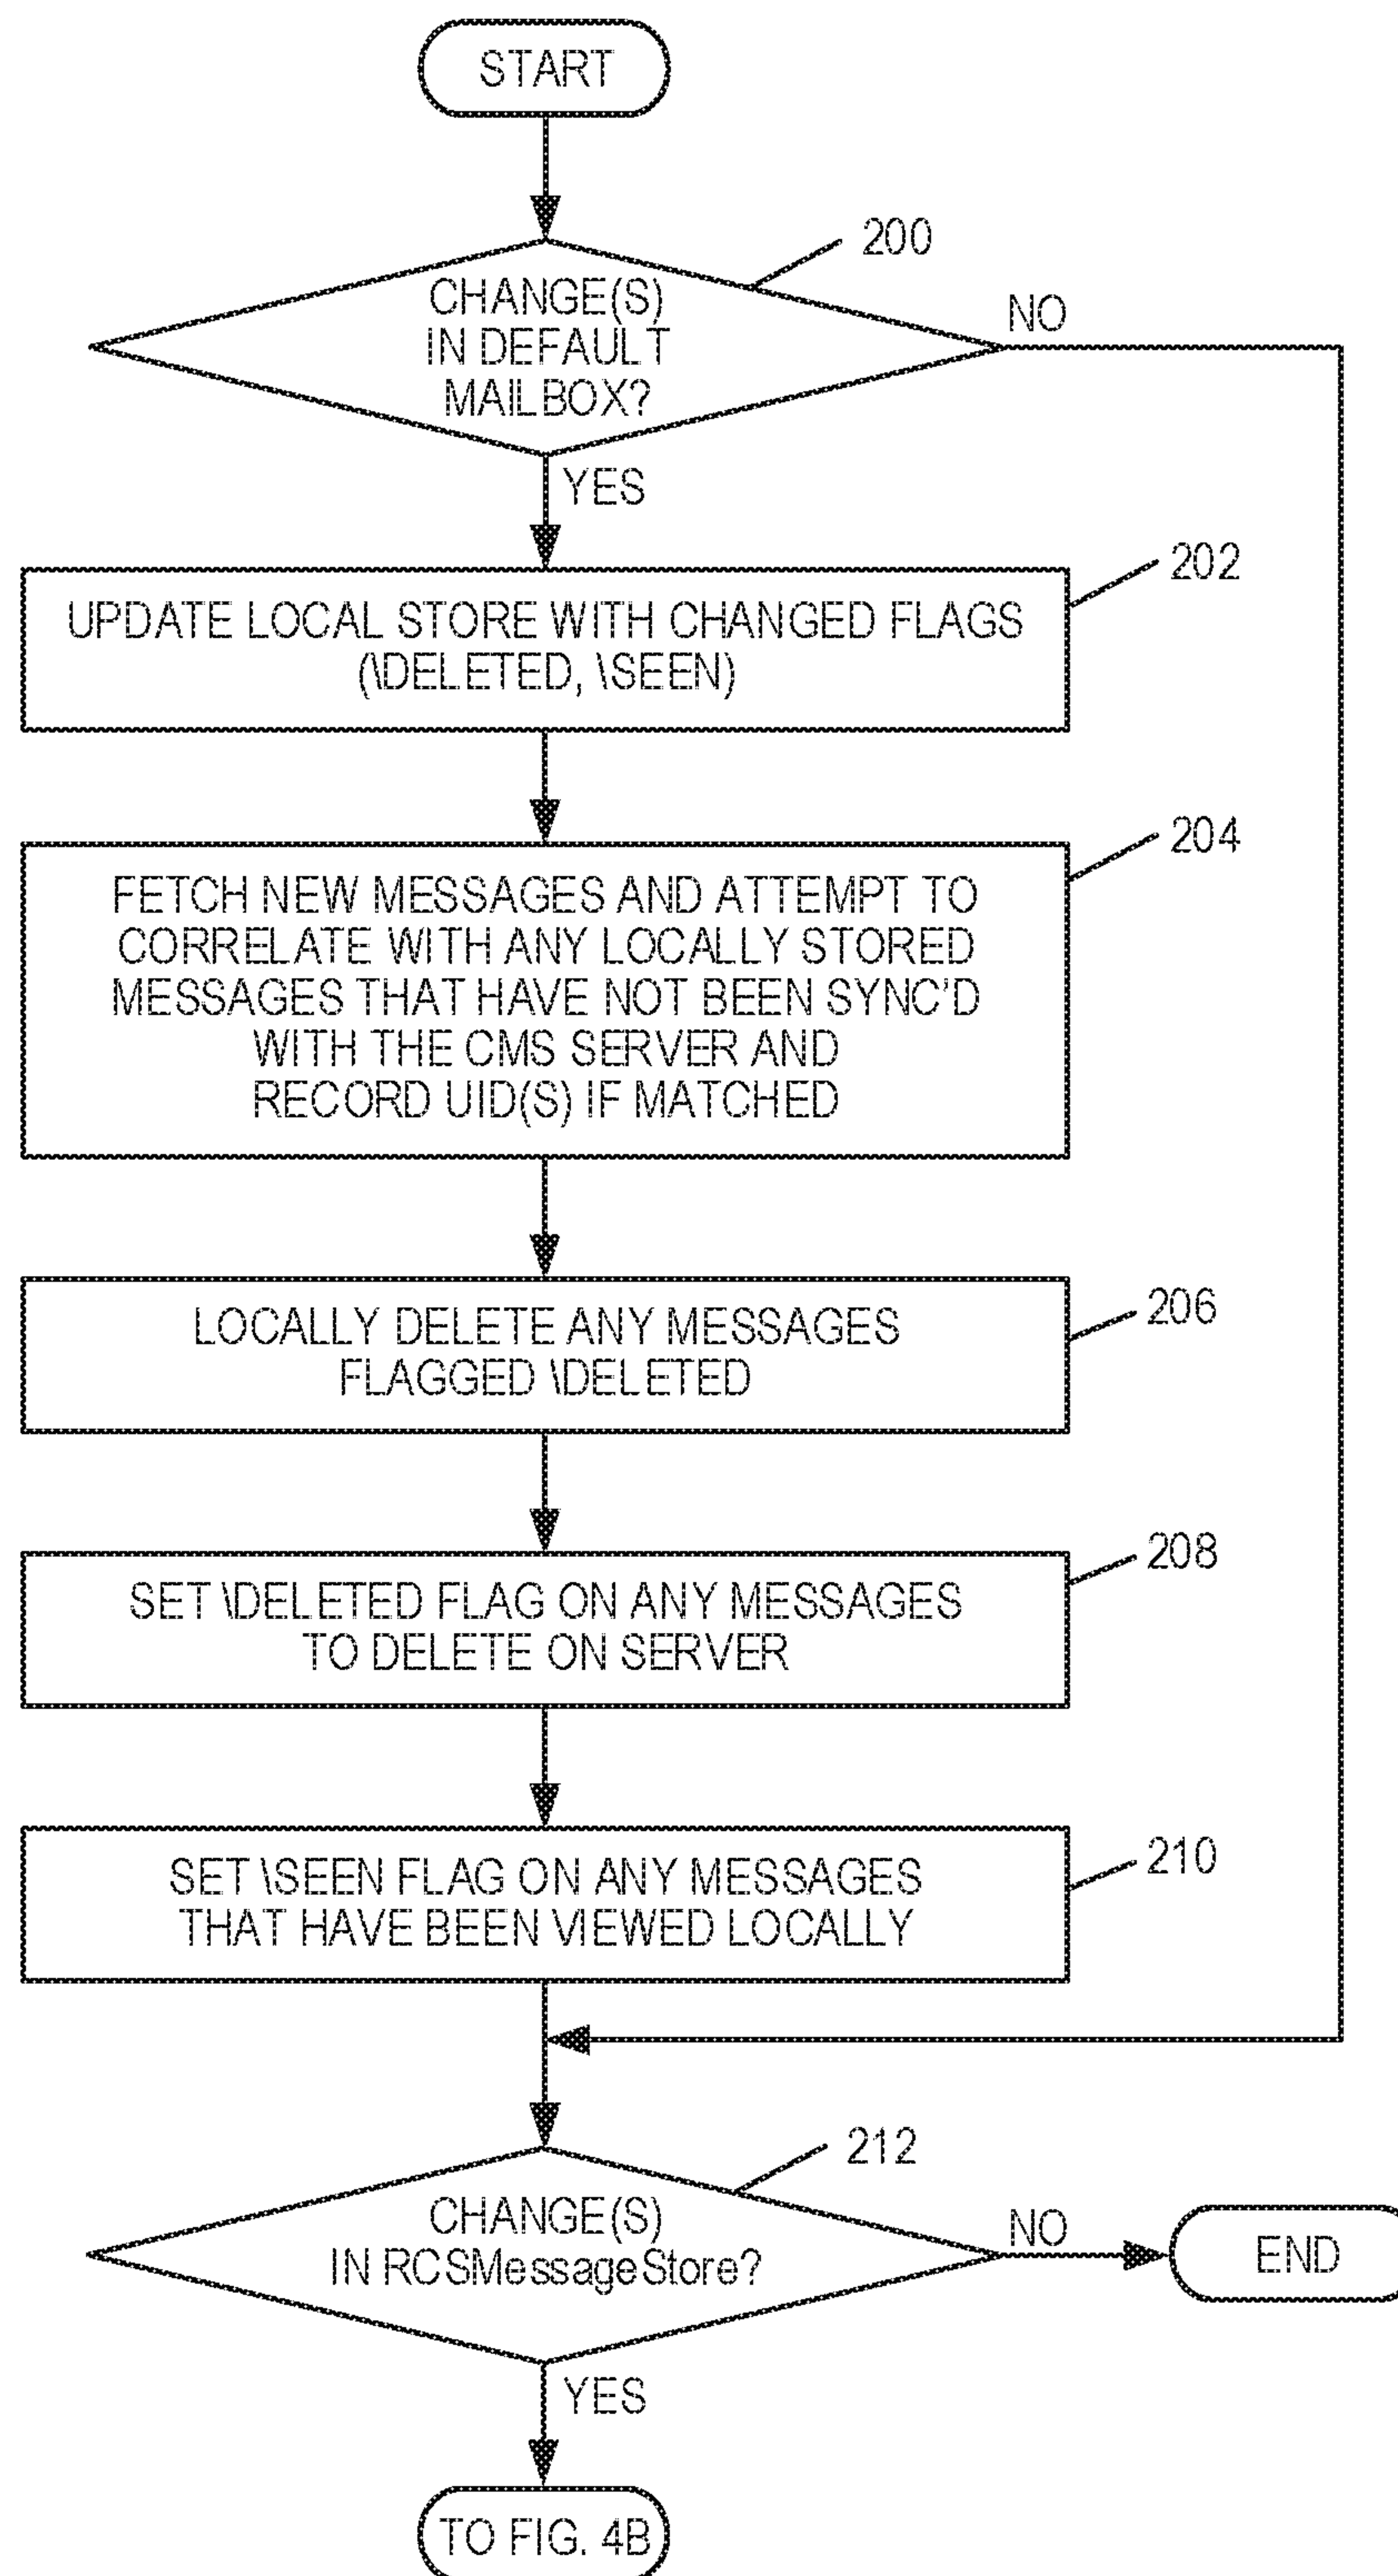 START
200
CHANGE(S)
IN DEFAULT
MAILBOX?
NO
YES
202
UPDATE LOCAL STORE WITH CHANGED FLAGS
(\DELETED, \SEEN)
204
FETCH NEW MESSAGES AND ATTEMPT TO
CORRELATE WITH ANY LOCALLY STORED
MESSAGES THAT HAVE NOT BEEN SYNC'D
WITH THE CMS SERVER AND
RECORD UID(S) IF MATCHED
206
LOCALLY DELETE ANY MESSAGES
FLAGGED \DELETED
208
SET \DELETED FLAG ON ANY MESSAGES
TO DELETE ON SERVER
210
SET \SEEN FLAG ON ANY MESSAGES
THAT HAVE BEEN VIEWED LOCALLY
212
CHANGE(S)
IN RCSMessageStore?
NO
END
YES
TO FIG. 4B